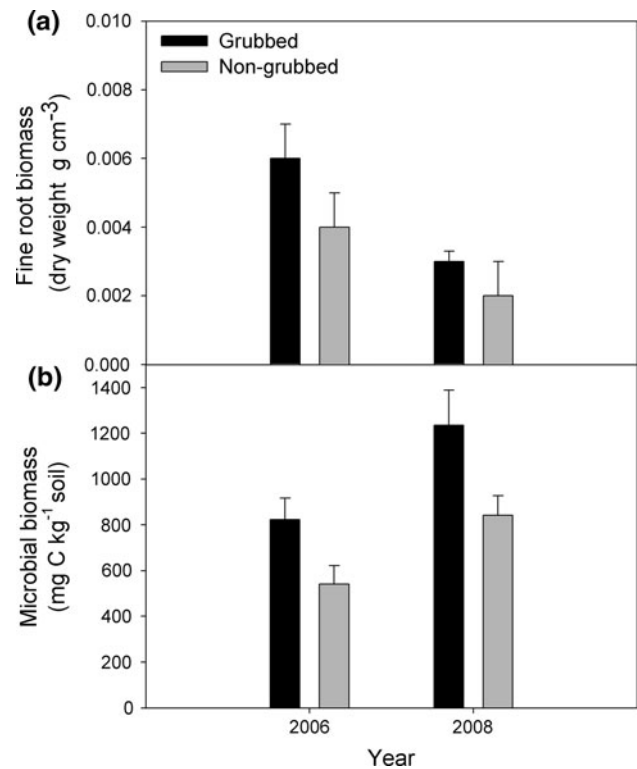 (a)
Grubbed
Non-grubbed
Fine root biomass
(dry weight g cm⁻³)
0.010
0.008
0.006
0.004
0.002
0.000
(b)
Microbial biomass
(mg C kg⁻¹ soil)
1400
1200
1000
800
600
400
200
0
2006
2008
Year